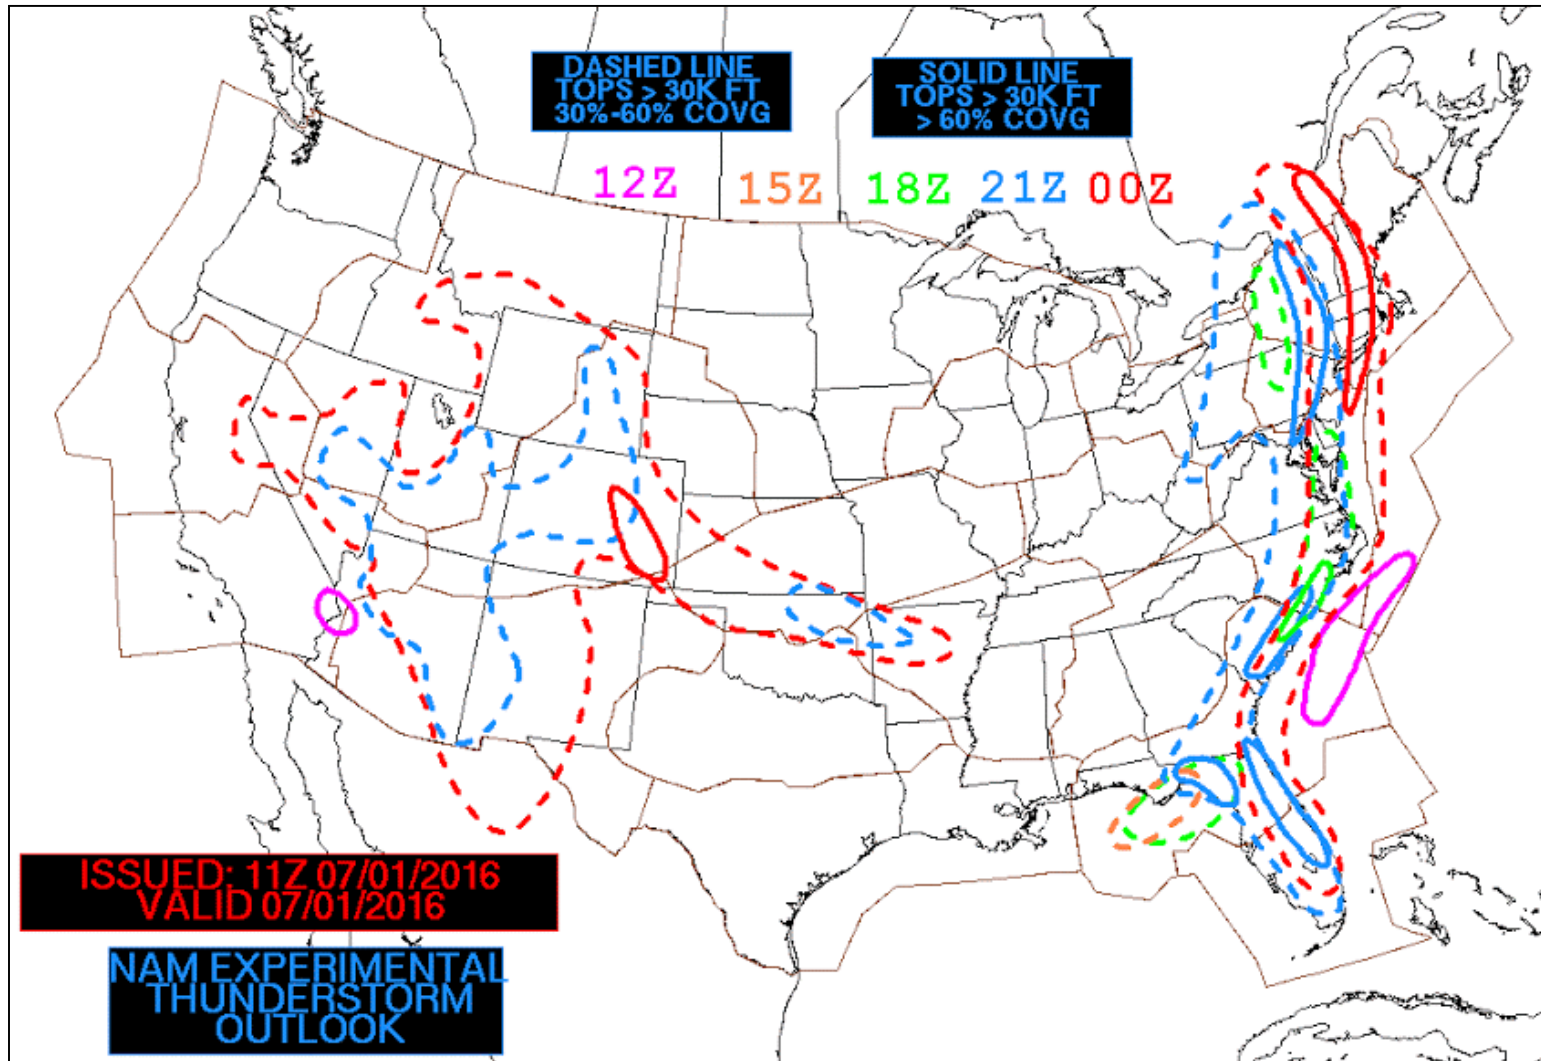 DASHED LINE
TOPS > 30K FT
30%-60% COVG
SOLID LINE
TOPS > 30K FT
> 60% COVG
12Z 15Z 18Z 21Z 00Z
ISSUED: 11Z 07/01/2016
VALID 07/01/2016
NAM EXPERIMENTAL
THUNDERSTORM
OUTLOOK